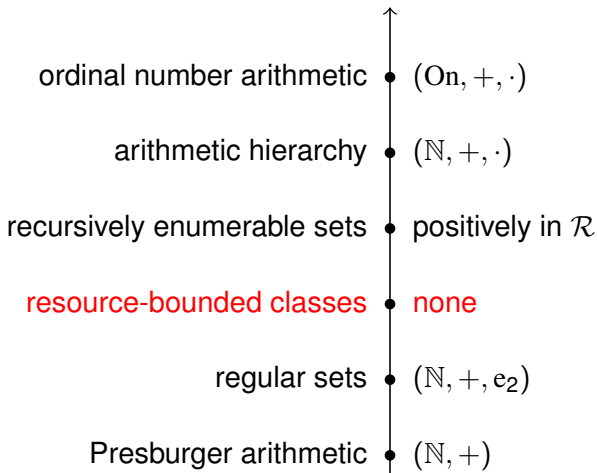 ordinal number arithmetic (On, +, ·)
arithmetic hierarchy (ℕ, +, ·)
recursively enumerable sets positively in ℛ
resource-bounded classes none
regular sets (ℕ, +, e₂)
Presburger arithmetic (ℕ, +)